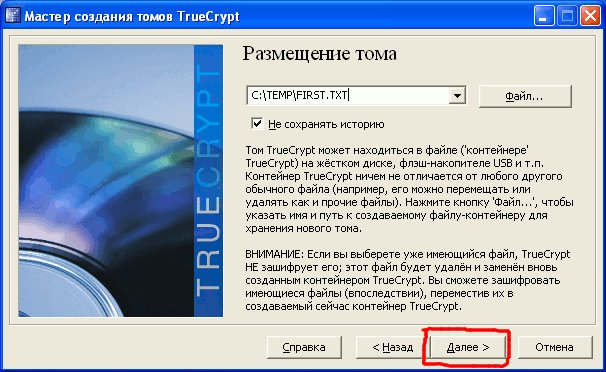 Мастер создания томов TrueCrypt
Размещение тома
C:\TEMP\FIRST.TXT
Файл...
Не сохранять историю
Том TrueCrypt может находиться в файле ('контейнере'
TrueCrypt) на жёстком диске, флэш-накопителе USB и т.п.
Контейнер TrueCrypt ничем не отличается от любого другого
обычного файла (например, его можно перемещать или
удалять как и прочие файлы). Нажмите кнопку 'Файл...', чтобы
указать имя и путь к создаваемому файлу-контейнеру для
хранения нового тома.
ВНИМАНИЕ: Если вы выберете уже имеющийся файл, TrueCrypt
НЕ зашифрует его; этот файл будет удалён и заменён вновь
созданным контейнером TrueCrypt. Вы сможете зашифровать
имеющиеся файлы (впоследствии), переместив их в
создаваемый сейчас контейнер TrueCrypt.
TRUECRYPT
Справка
< Назад
Далее >
Отмена